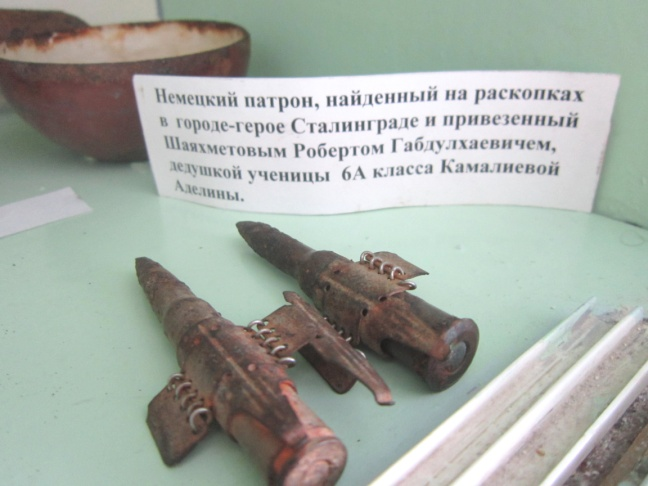 Немецкий патрон, найденный на раскопках
в городе-герое Сталинграде и привезенный
Шаяхметовым Робертом Габдулхаевичем,
дедушкой ученицы 6А класса Камалиевой
Аделины.